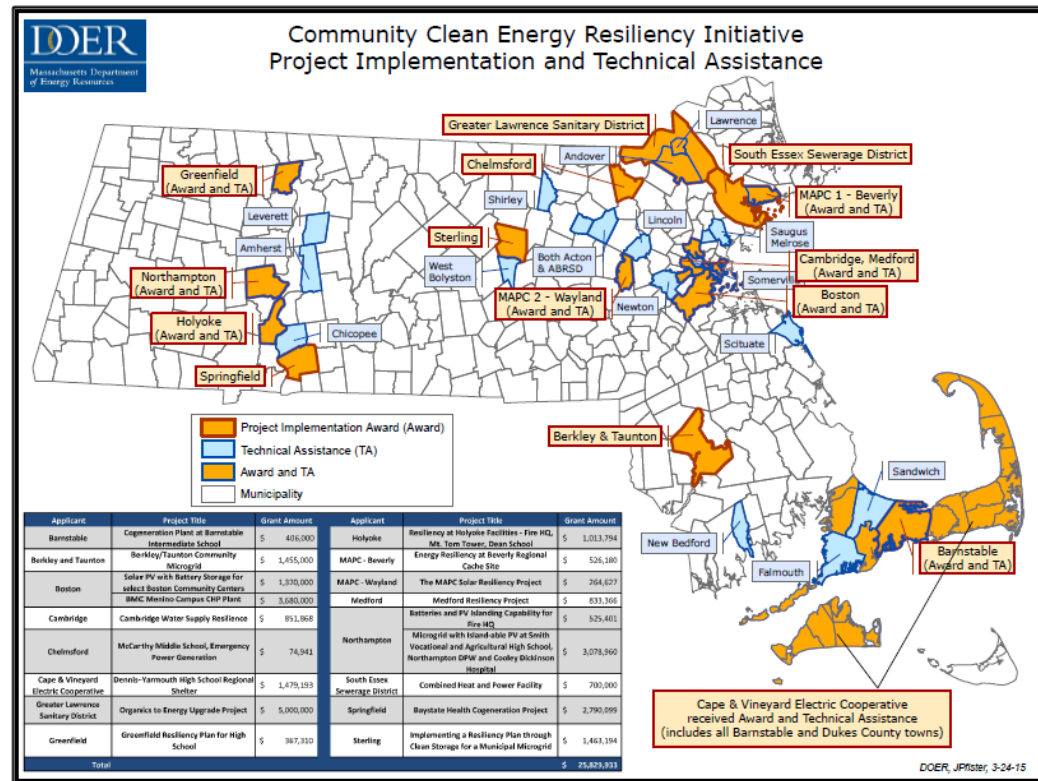 DOER
Massachusetts Department
of Energy Resources
Community Clean Energy Resiliency Initiative
Project Implementation and Technical Assistance
Greater Lawrence Sanitary District
Lawrence
Andover
South Essex Sewerage District
Chelmsford
Greenfield
(Award and TA)
MAPC 1 - Beverly
(Award and TA)
Shirley
Leverett
Lincoln
Saugus
Melrose
Sterling
Amherst
Both Acton
& ABRSD
West
Bolyston
Cambridge, Medford
(Award and TA)
Northampton
(Award and TA)
Somerville
MAPC 2 - Wayland
(Award and TA)
Newton
Boston
(Award and TA)
Holyoke
(Award and TA)
Chicopee
Scituate
Springfield
Project Implementation Award (Award)
Technical Assistance (TA)
Award and TA
Municipality
Berkley & Taunton
Sandwich
New Bedford
Falmouth
Barnstable
(Award and TA)
Cape & Vineyard Electric Cooperative
received Award and Technical Assistance
(includes all Barnstable and Dukes County towns)
Applicant Project Title Grant Amount Applicant Project Title Grant Amount
Barnstable Cogeneration Plant at Barnstable Intermediate School $ 406,000 Holyoke Resiliency at Holyoke Facilities - Fire HQ, Mt. Tom Tower, Dean School $ 1,013,794
Berkley and Taunton Berkley/Taunton Community Microgrid $ 1,455,000 MAPC - Beverly Energy Resiliency at Beverly Regional Cache Site $ 526,180
Boston Solar PV with Battery Storage for select Boston Community Centers $ 1,320,000 MAPC - Wayland The MAPC Solar Resiliency Project $ 264,627
BMC Menino Campus CHP Plant $ 3,680,000 Medford Medford Resiliency Project $ 833,366
Cambridge Cambridge Water Supply Resilience $ 851,868 Northampton Batteries and PV Islanding Capability for Fire HQ $ 525,401
Chelmsford McCarthy Middle School, Emergency Power Generation $ 74,941 Microgrid with Island-able PV at Smith Vocational and Agricultural High School, Northampton DPW and Cooley Dickinson Hospital $ 3,078,960
Cape & Vineyard Electric Cooperative Dennis-Yarmouth High School Regional Shelter $ 1,479,193 South Essex Sewerage District Combined Heat and Power Facility $ 700,000
Greater Lawrence Sanitary District Organics to Energy Upgrade Project $ 5,000,000 Springfield Baystate Health Cogeneration Project $ 2,790,099
Greenfield Greenfield Resiliency Plan for High School $ 367,310 Sterling Implementing a Resiliency Plan through Clean Storage for a Municipal Microgrid $ 1,463,194
Total $ 25,829,933
DOER, JPfister, 3-24-15